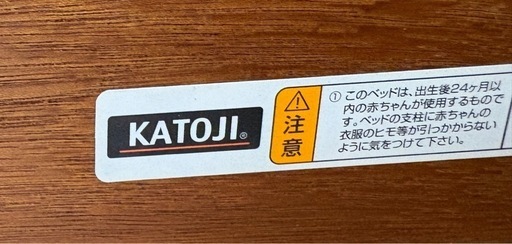 KATOJI®
注意
① このベッドは、出生後24ヶ月以
内の赤ちゃんが使用するもので
す。ベッドの支柱に赤ちゃんの
衣服のヒモ等が引っかからない
ように気をつけて下さい。